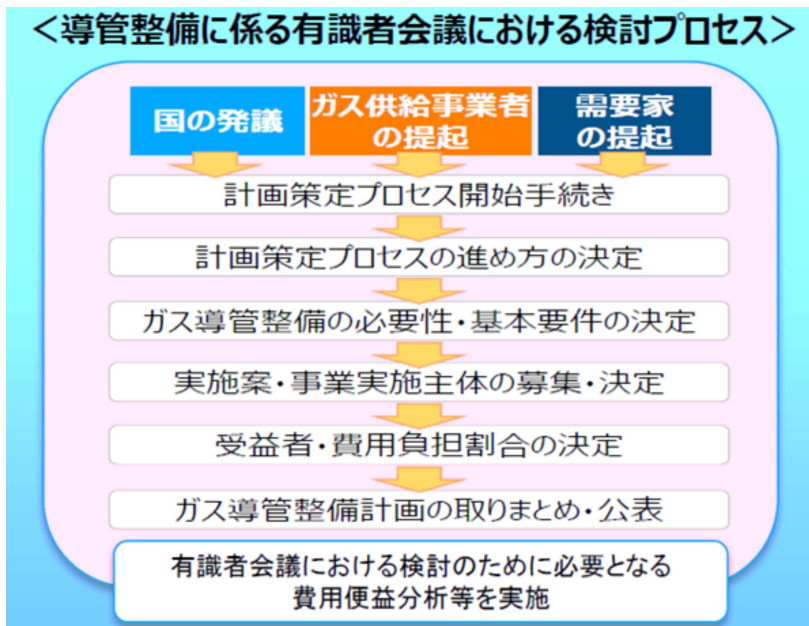 ＜導管整備に係る有識者会議における検討プロセス＞
国の発議
ガス供給事業者
の提起
需要家
の提起
計画策定プロセス開始手続き
計画策定プロセスの進め方の決定
ガス導管整備の必要性・基本要件の決定
実施案・事業実施主体の募集・決定
受益者・費用負担割合の決定
ガス導管整備計画の取りまとめ・公表
有識者会議における検討のために必要となる
費用便益分析等を実施